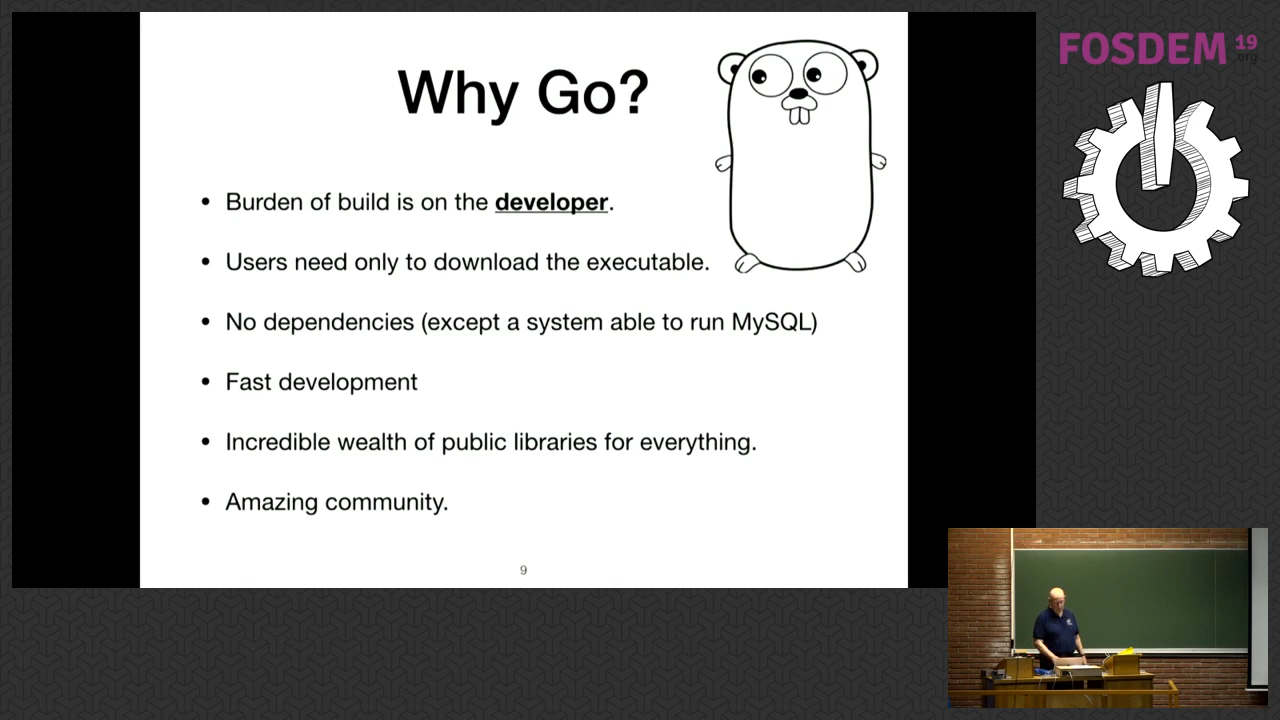 Why Go?
• Burden of build is on the developer.
• Users need only to download the executable.
• No dependencies (except a system able to run MySQL)
• Fast development
• Incredible wealth of public libraries for everything.
• Amazing community.
9
FOSDEM 19
.org